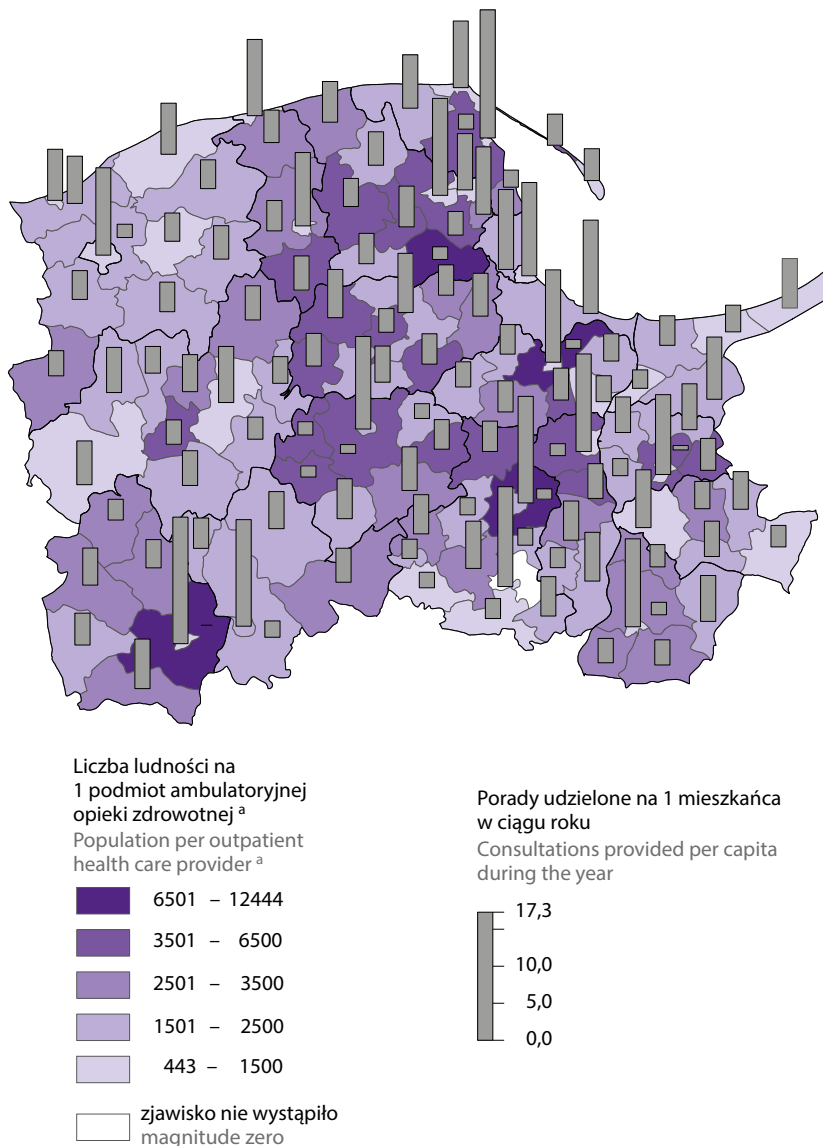 Liczba ludności na
1 podmiot ambulatoryjnej
opieki zdrowotnej a
Population per outpatient
health care provider a
6501 – 12444
3501 – 6500
2501 – 3500
1501 – 2500
443 – 1500
zjawisko nie wystąpiło
magnitude zero
Porady udzielone na 1 mieszkańca
w ciągu roku
Consultations provided per capita
during the year
17,3
10,0
5,0
0,0